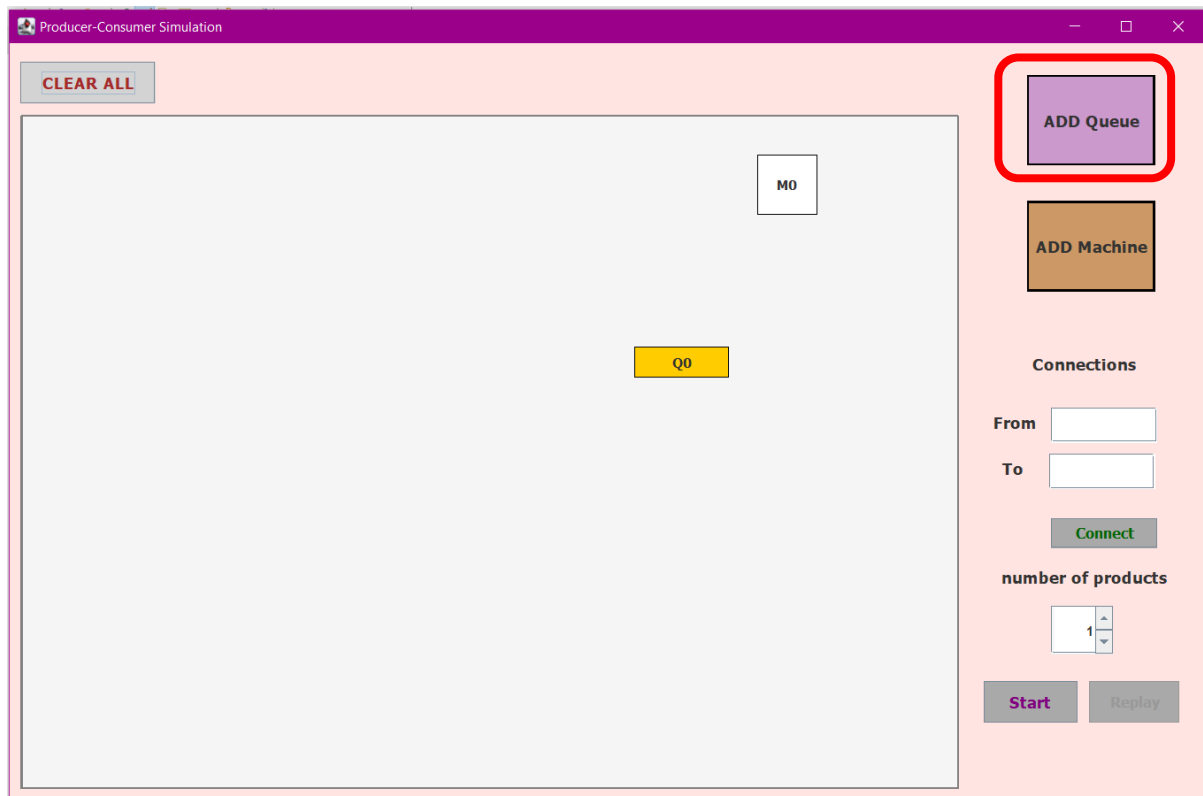 Producer-Consumer Simulation
CLEAR ALL
ADD Queue
M0
ADD Machine
Q0
Connections
From
To
Connect
number of products
1
Start
Replay